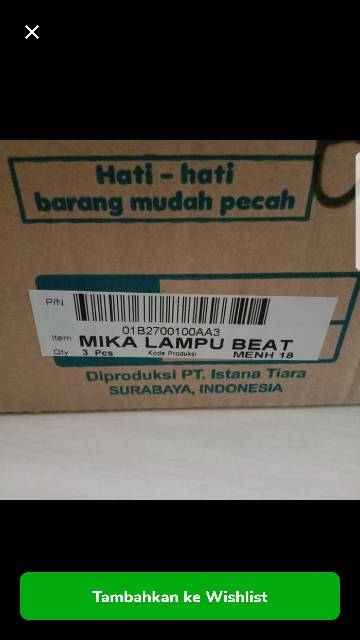 Hati - hati
barang mudah pecah
P/N
01B2700100AA3
Item MIKA LAMPU BEAT
Qty 3 Pcs Kode Produksi MENH 18
Diproduksi PT. Istana Tiara
SURABAYA, INDONESIA
Tambahkan ke Wishlist